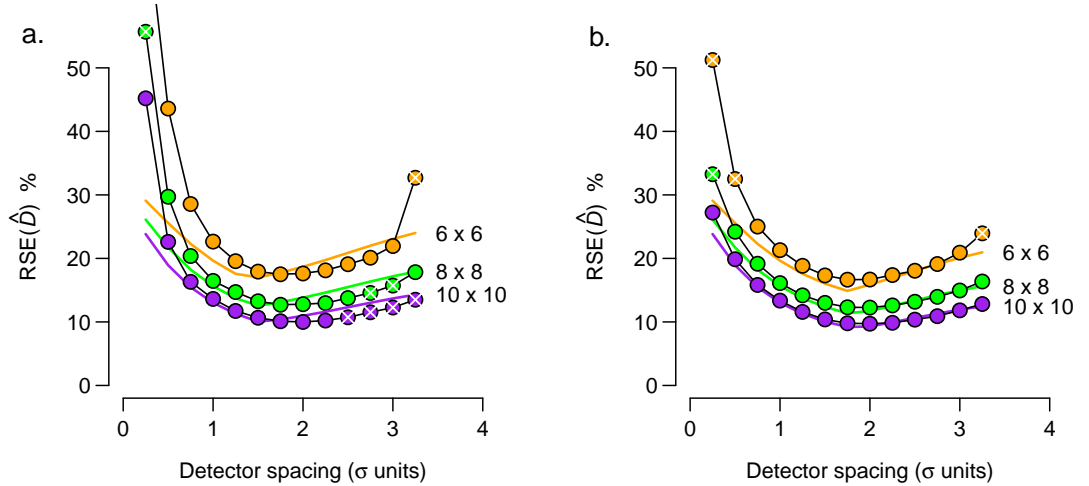 a.
RSE(D̂) %
50
40
30
20
10
0
6 x 6
8 x 8
10 x 10
0 1 2 3 4
Detector spacing (σ units)
b.
RSE(D̂) %
50
40
30
20
10
0
6 x 6
8 x 8
10 x 10
0 1 2 3 4
Detector spacing (σ units)